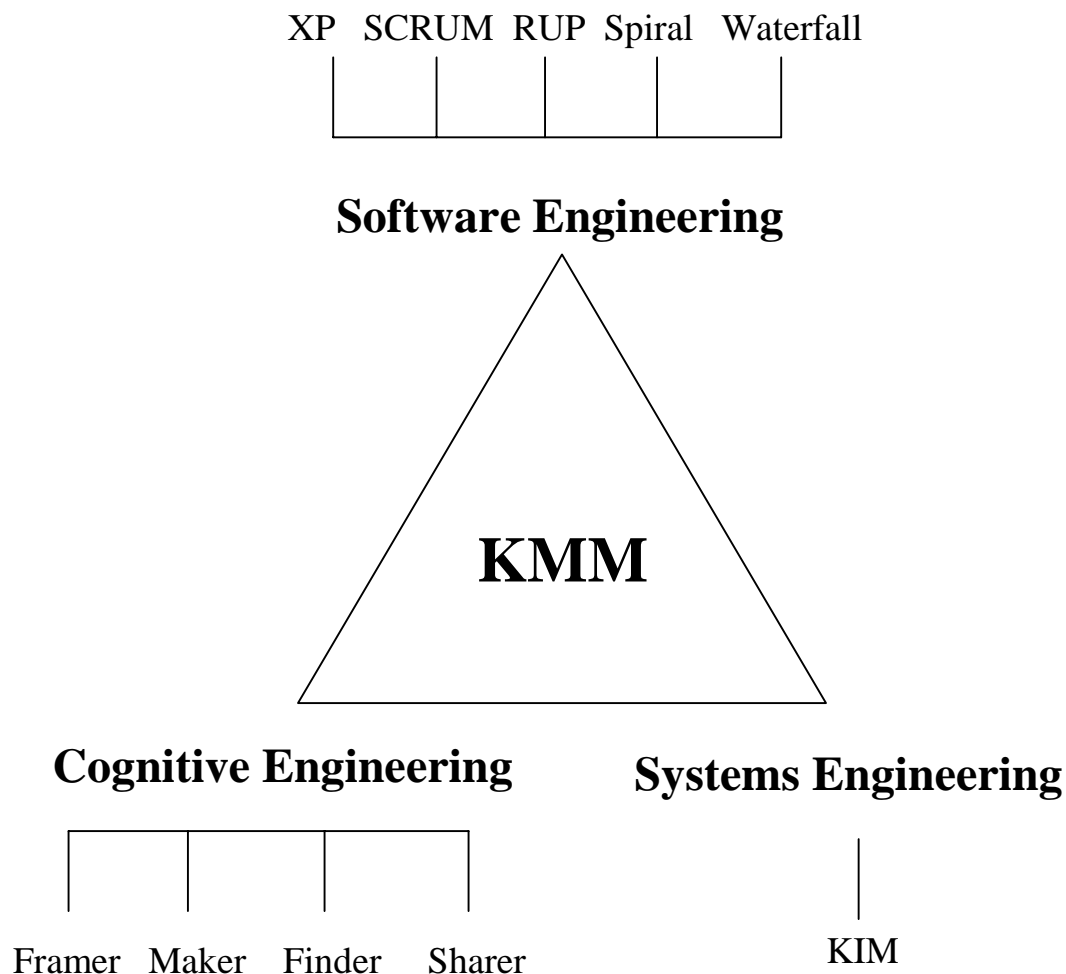 XP SCRUM RUP Spiral Waterfall
Software Engineering
KMM
Cognitive Engineering
Systems Engineering
Framer Maker Finder Sharer
KIM